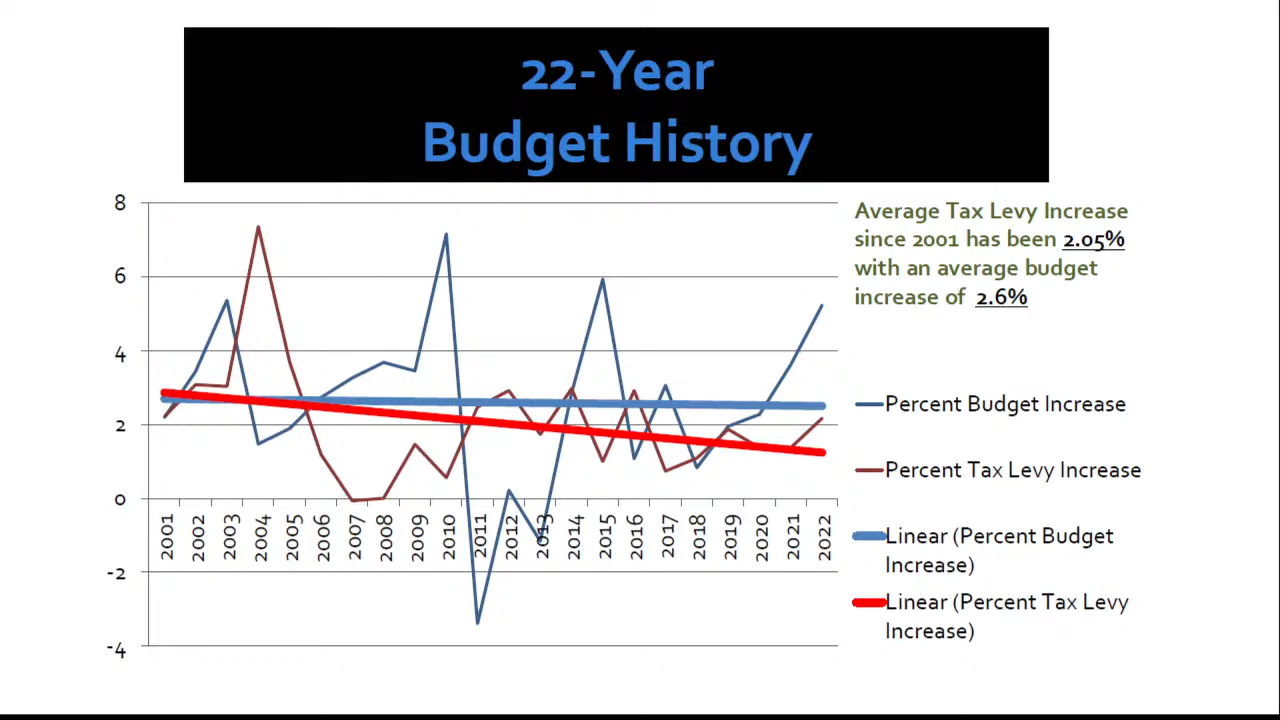 22-Year
Budget History
Average Tax Levy Increase
since 2001 has been 2.05%
with an average budget
increase of 2.6%
8
6
4
2
0
-2
-4
2001
2002
2003
2004
2005
2006
2007
2008
2009
2010
2011
2012
2013
2014
2015
2016
2017
2018
2019
2020
2021
2022
Percent Budget Increase
Percent Tax Levy Increase
Linear (Percent Budget
Increase)
Linear (Percent Tax Levy
Increase)